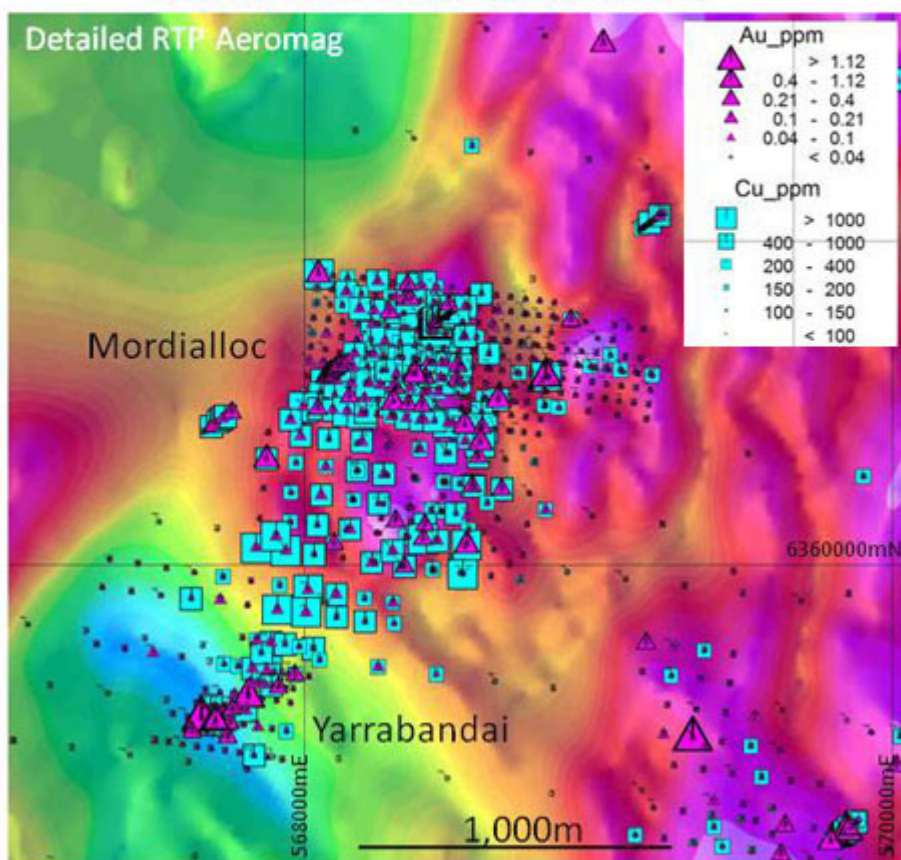 Detailed RTP Aeromag
Au_ppm
> 1.12
0.4 - 1.12
0.21 - 0.4
0.1 - 0.21
0.04 - 0.1
< 0.04
Cu_ppm
> 1000
400 - 1000
200 - 400
150 - 200
100 - 150
< 100
Mordialloc
6360000mN
Yarrabandai
568000mE
1,000m
570000mE